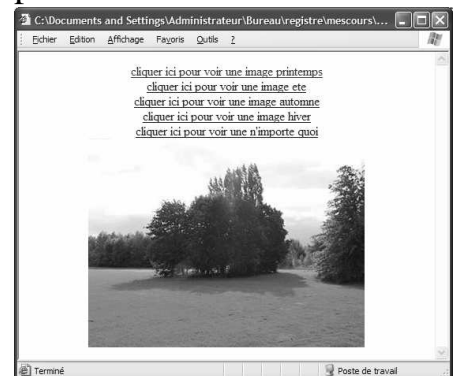 C:\Documents and Settings\Administrateur\Bureau\registre\mescours\...
Fichier Edition Affichage Favoris Outils ?
cliquer ici pour voir une image printemps
cliquer ici pour voir une image ete
cliquer ici pour voir une image automne
cliquer ici pour voir une image hiver
cliquer ici pour voir une n'importe quoi
Terminé Poste de travail